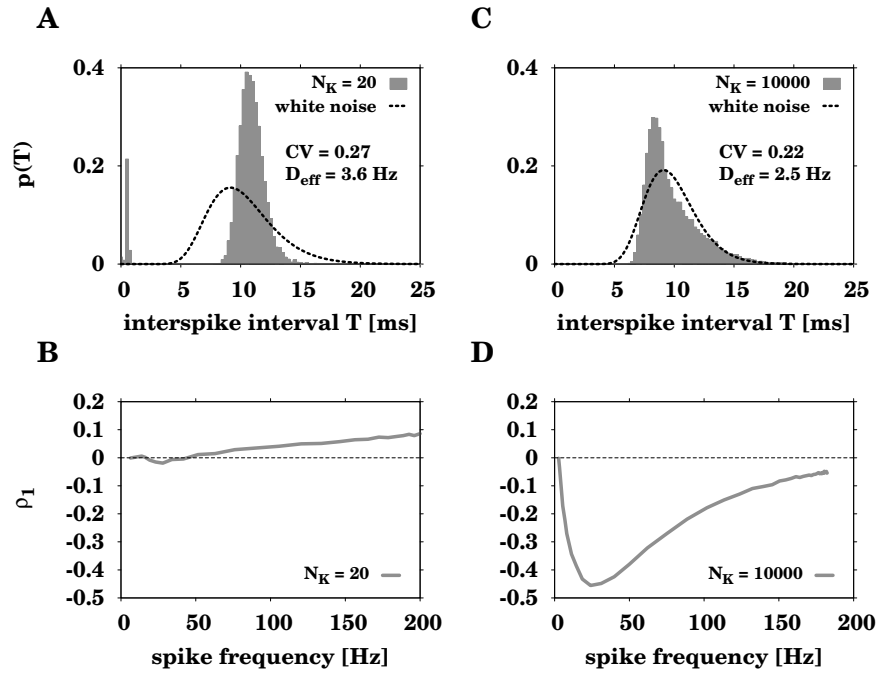 A
C
0.4
0.2
0
p(T)
N_K = 20
white noise
CV = 0.27
D_eff = 3.6 Hz
0 5 10 15 20 25
interspike interval T [ms]
0.4
0.2
0
N_K = 10000
white noise
CV = 0.22
D_eff = 2.5 Hz
0 5 10 15 20 25
interspike interval T [ms]
B
D
0.2
0.1
0
-0.1
-0.2
-0.3
-0.4
-0.5
ρ_1
N_K = 20
0 50 100 150 200
spike frequency [Hz]
0.2
0.1
0
-0.1
-0.2
-0.3
-0.4
-0.5
N_K = 10000
0 50 100 150 200
spike frequency [Hz]